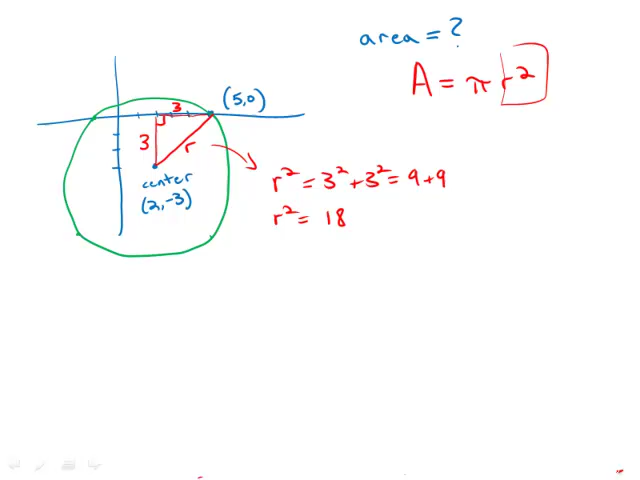 area = ?
A = π r²
(5,0)
3
3
r
center
(2,-3)
r² = 3² + 3² = 9 + 9
r² = 18